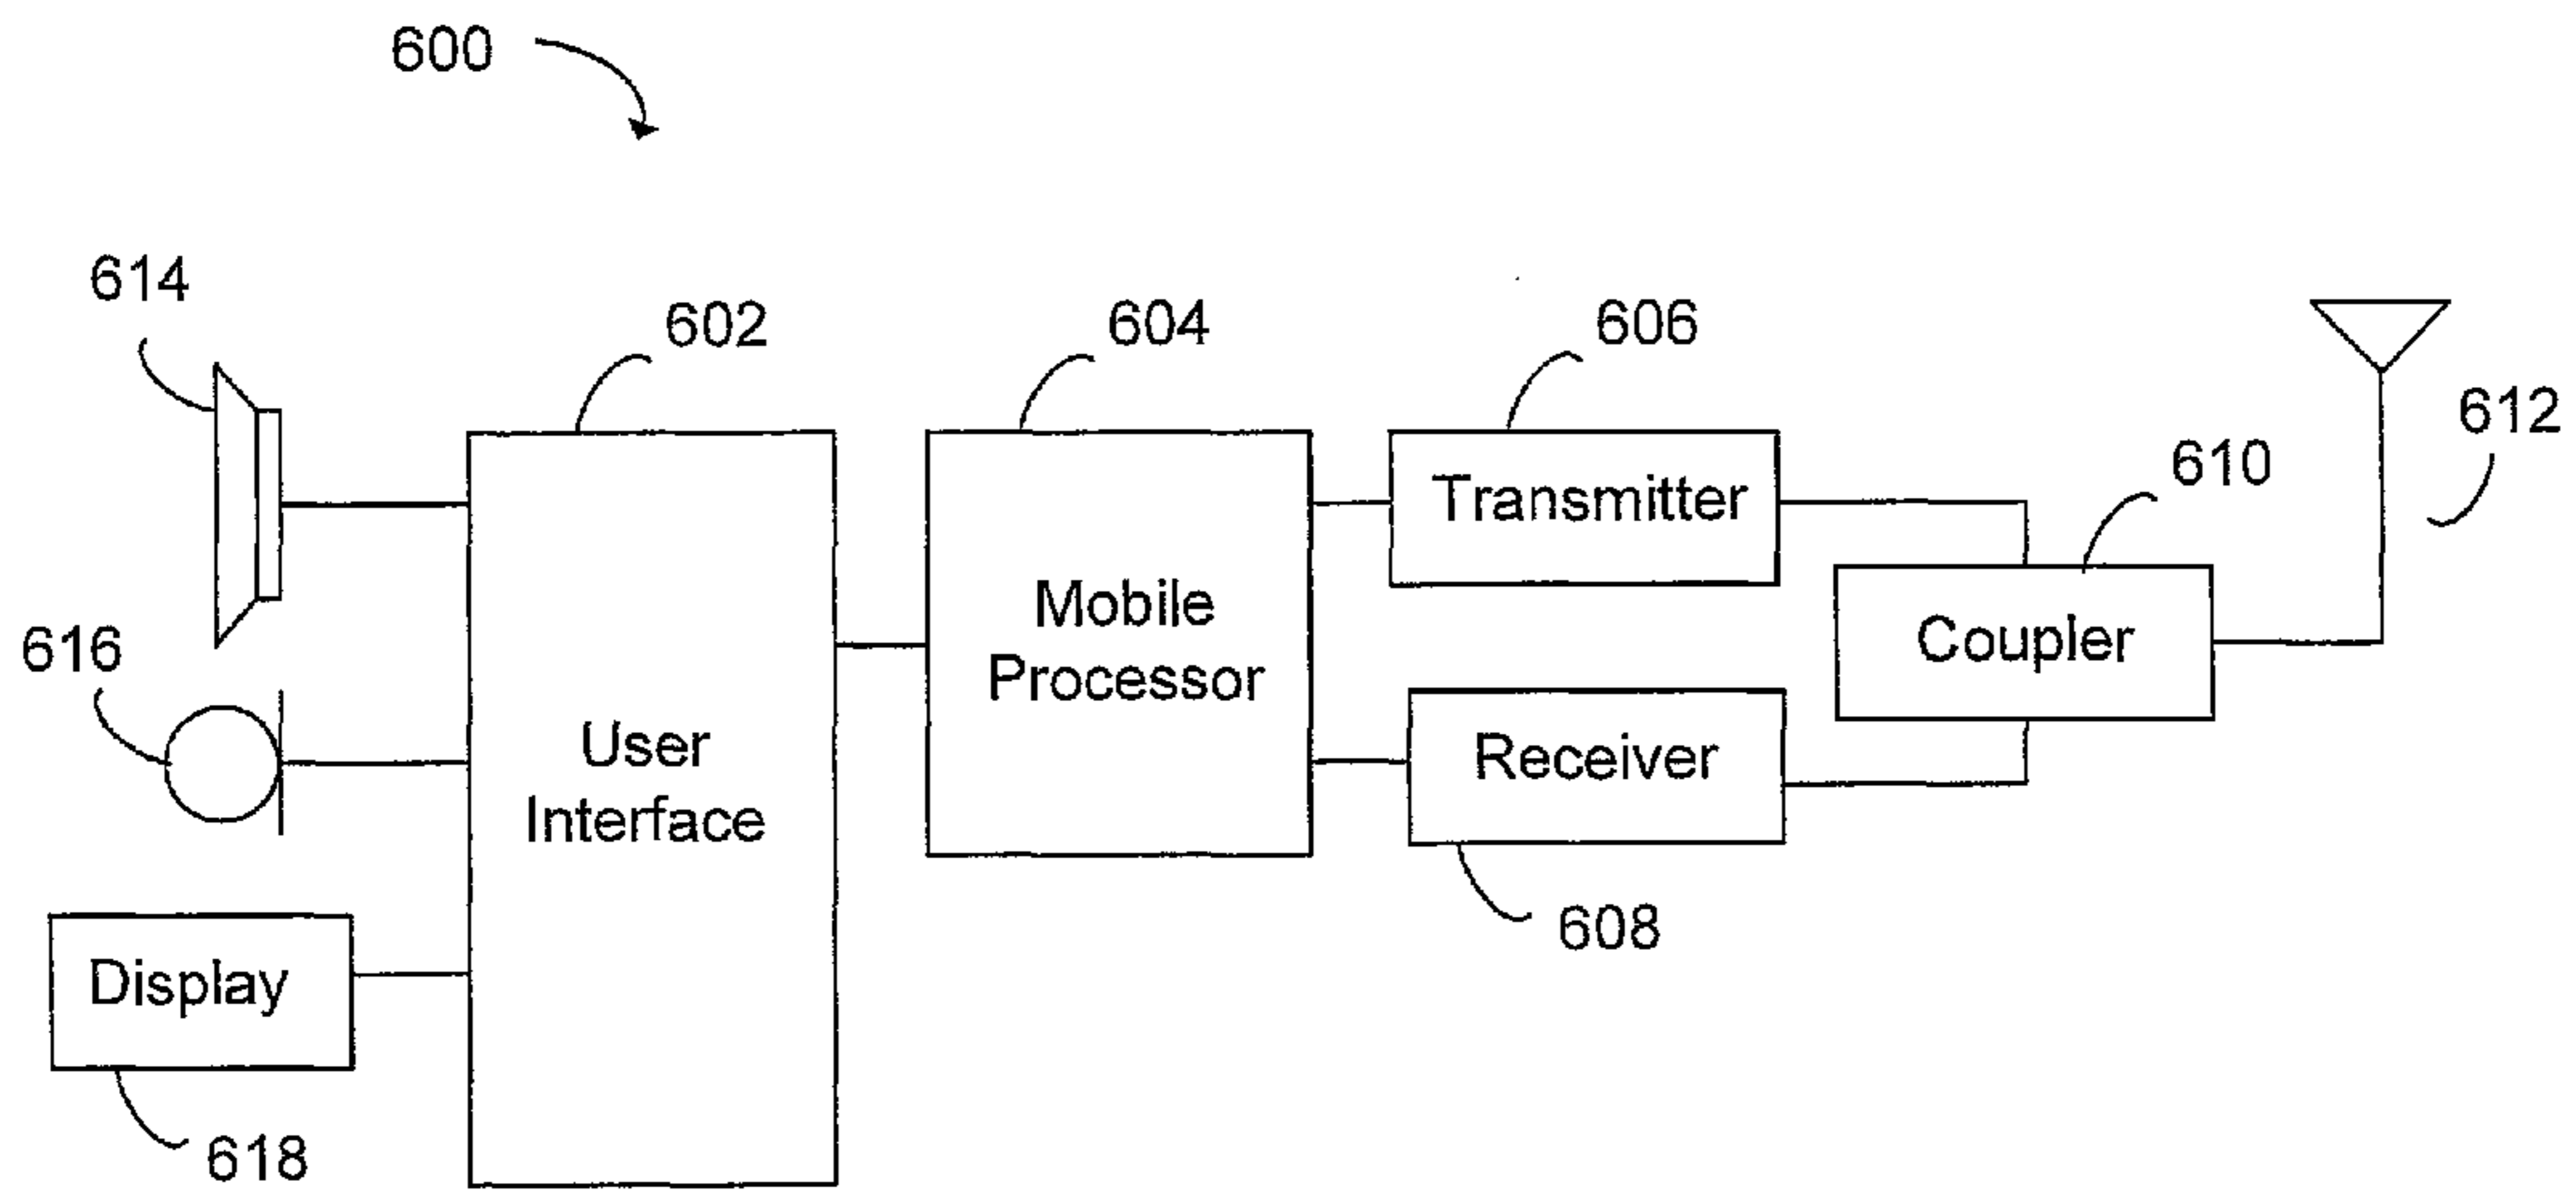 600
614
602
604
606
612
610
Transmitter
Mobile
Processor
Coupler
616
User
Interface
Receiver
608
Display
618